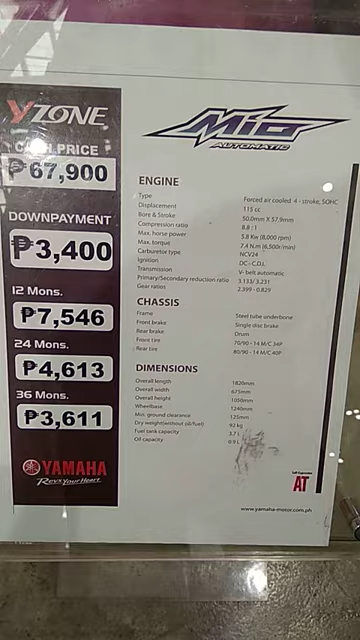 YZONE
CASH PRICE
₱67,900
DOWNPAYMENT
₱3,400
12 Mons.
₱7,546
24 Mons.
₱4,613
36 Mons.
₱3,611
YAMAHA
Revs Your Heart
Mio
AUTOMATIC
ENGINE
Type Forced air cooled 4 - stroke, SOHC
Displacement 115 cc
Bore & Stroke 50.0mm X 57.9mm
Compression ratio 8.8 : 1
Max. horse power 5.8 Kw (8,000 rpm)
Max. torque 7.4 N.m (6,500r/min)
Carburetor type NCV24
Ignition DC - C.D.I.
Transmission V- belt automatic
Primary/Secondary reduction ratio 3.133/ 3.231
Gear ratios 2.399 - 0.829
CHASSIS
Frame Steel tube underbone
Front brake Single disc brake
Rear brake Drum
Front tire 70/90 - 14 M/C 34P
Rear tire 80/90 - 14 M/C 40P
DIMENSIONS
Overall length 1820mm
Overall width 675mm
Overall height 1050mm
Wheelbase 1240mm
Min. ground clearance 125mm
Dry weight(without oil/fuel) 92 kg
Fuel tank capacity 3.7 L
Oil capacity 0.9 L
AT
www.yamaha-motor.com.ph